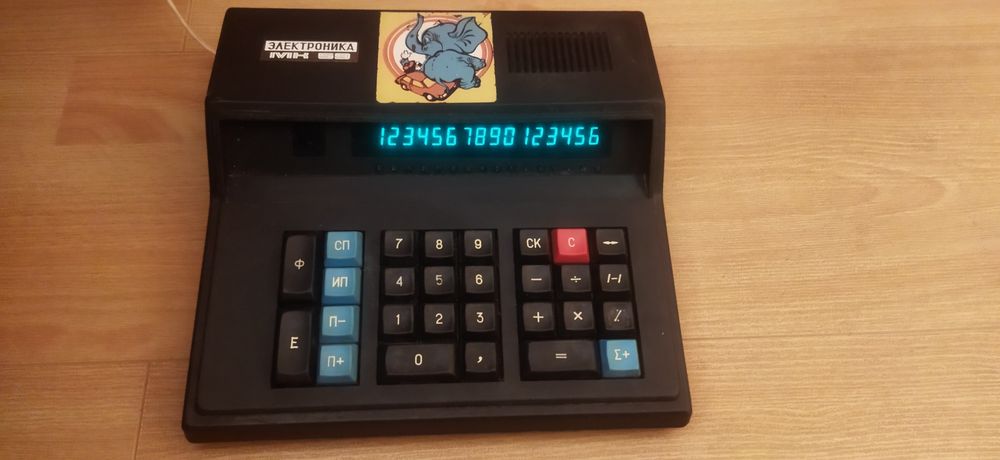 ЭЛЕКТРОНИКА
МК 59
1234567890123456
СП 7 8 9 СК С ◄◄
Ф ИП 4 5 6 − ÷ /−/
П− 1 2 3 + × %
Е П+ 0 , = Σ+